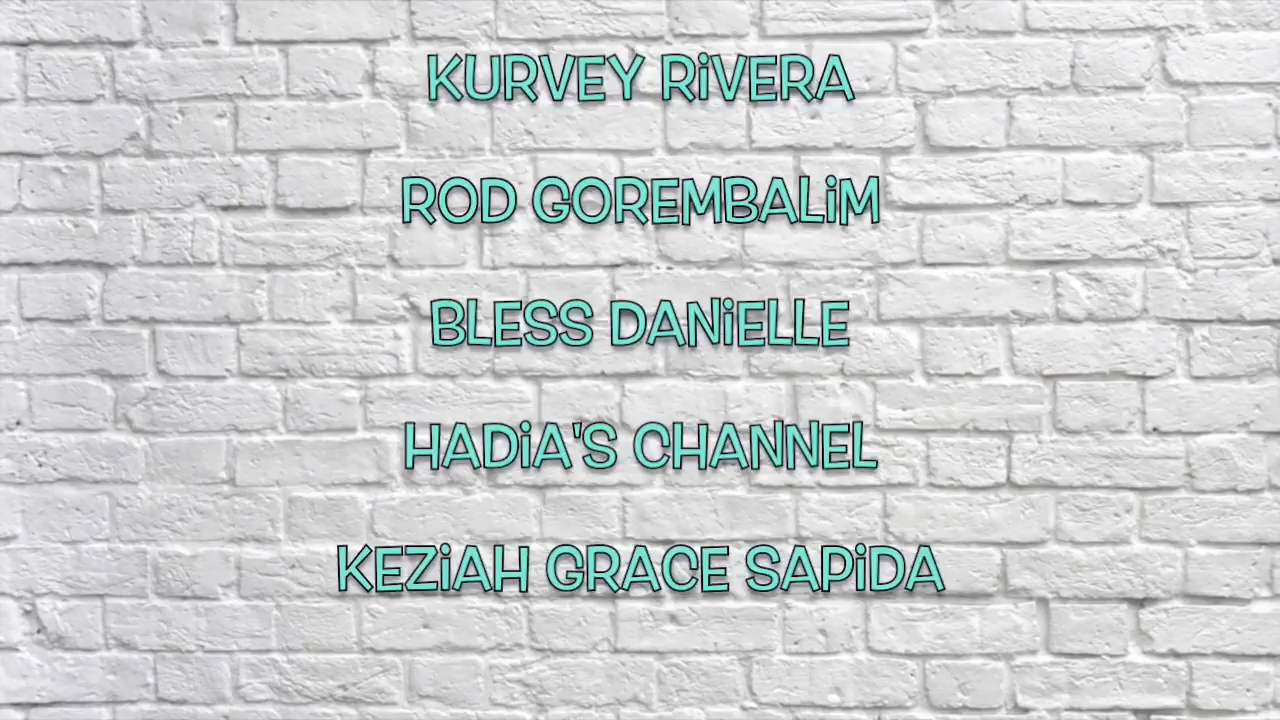 KURVEY RiVERA
ROD GOREMBALiM
BLESS DANiELLE
HADiA'S CHANNEL
KEZiAH GRACE SAPiDA